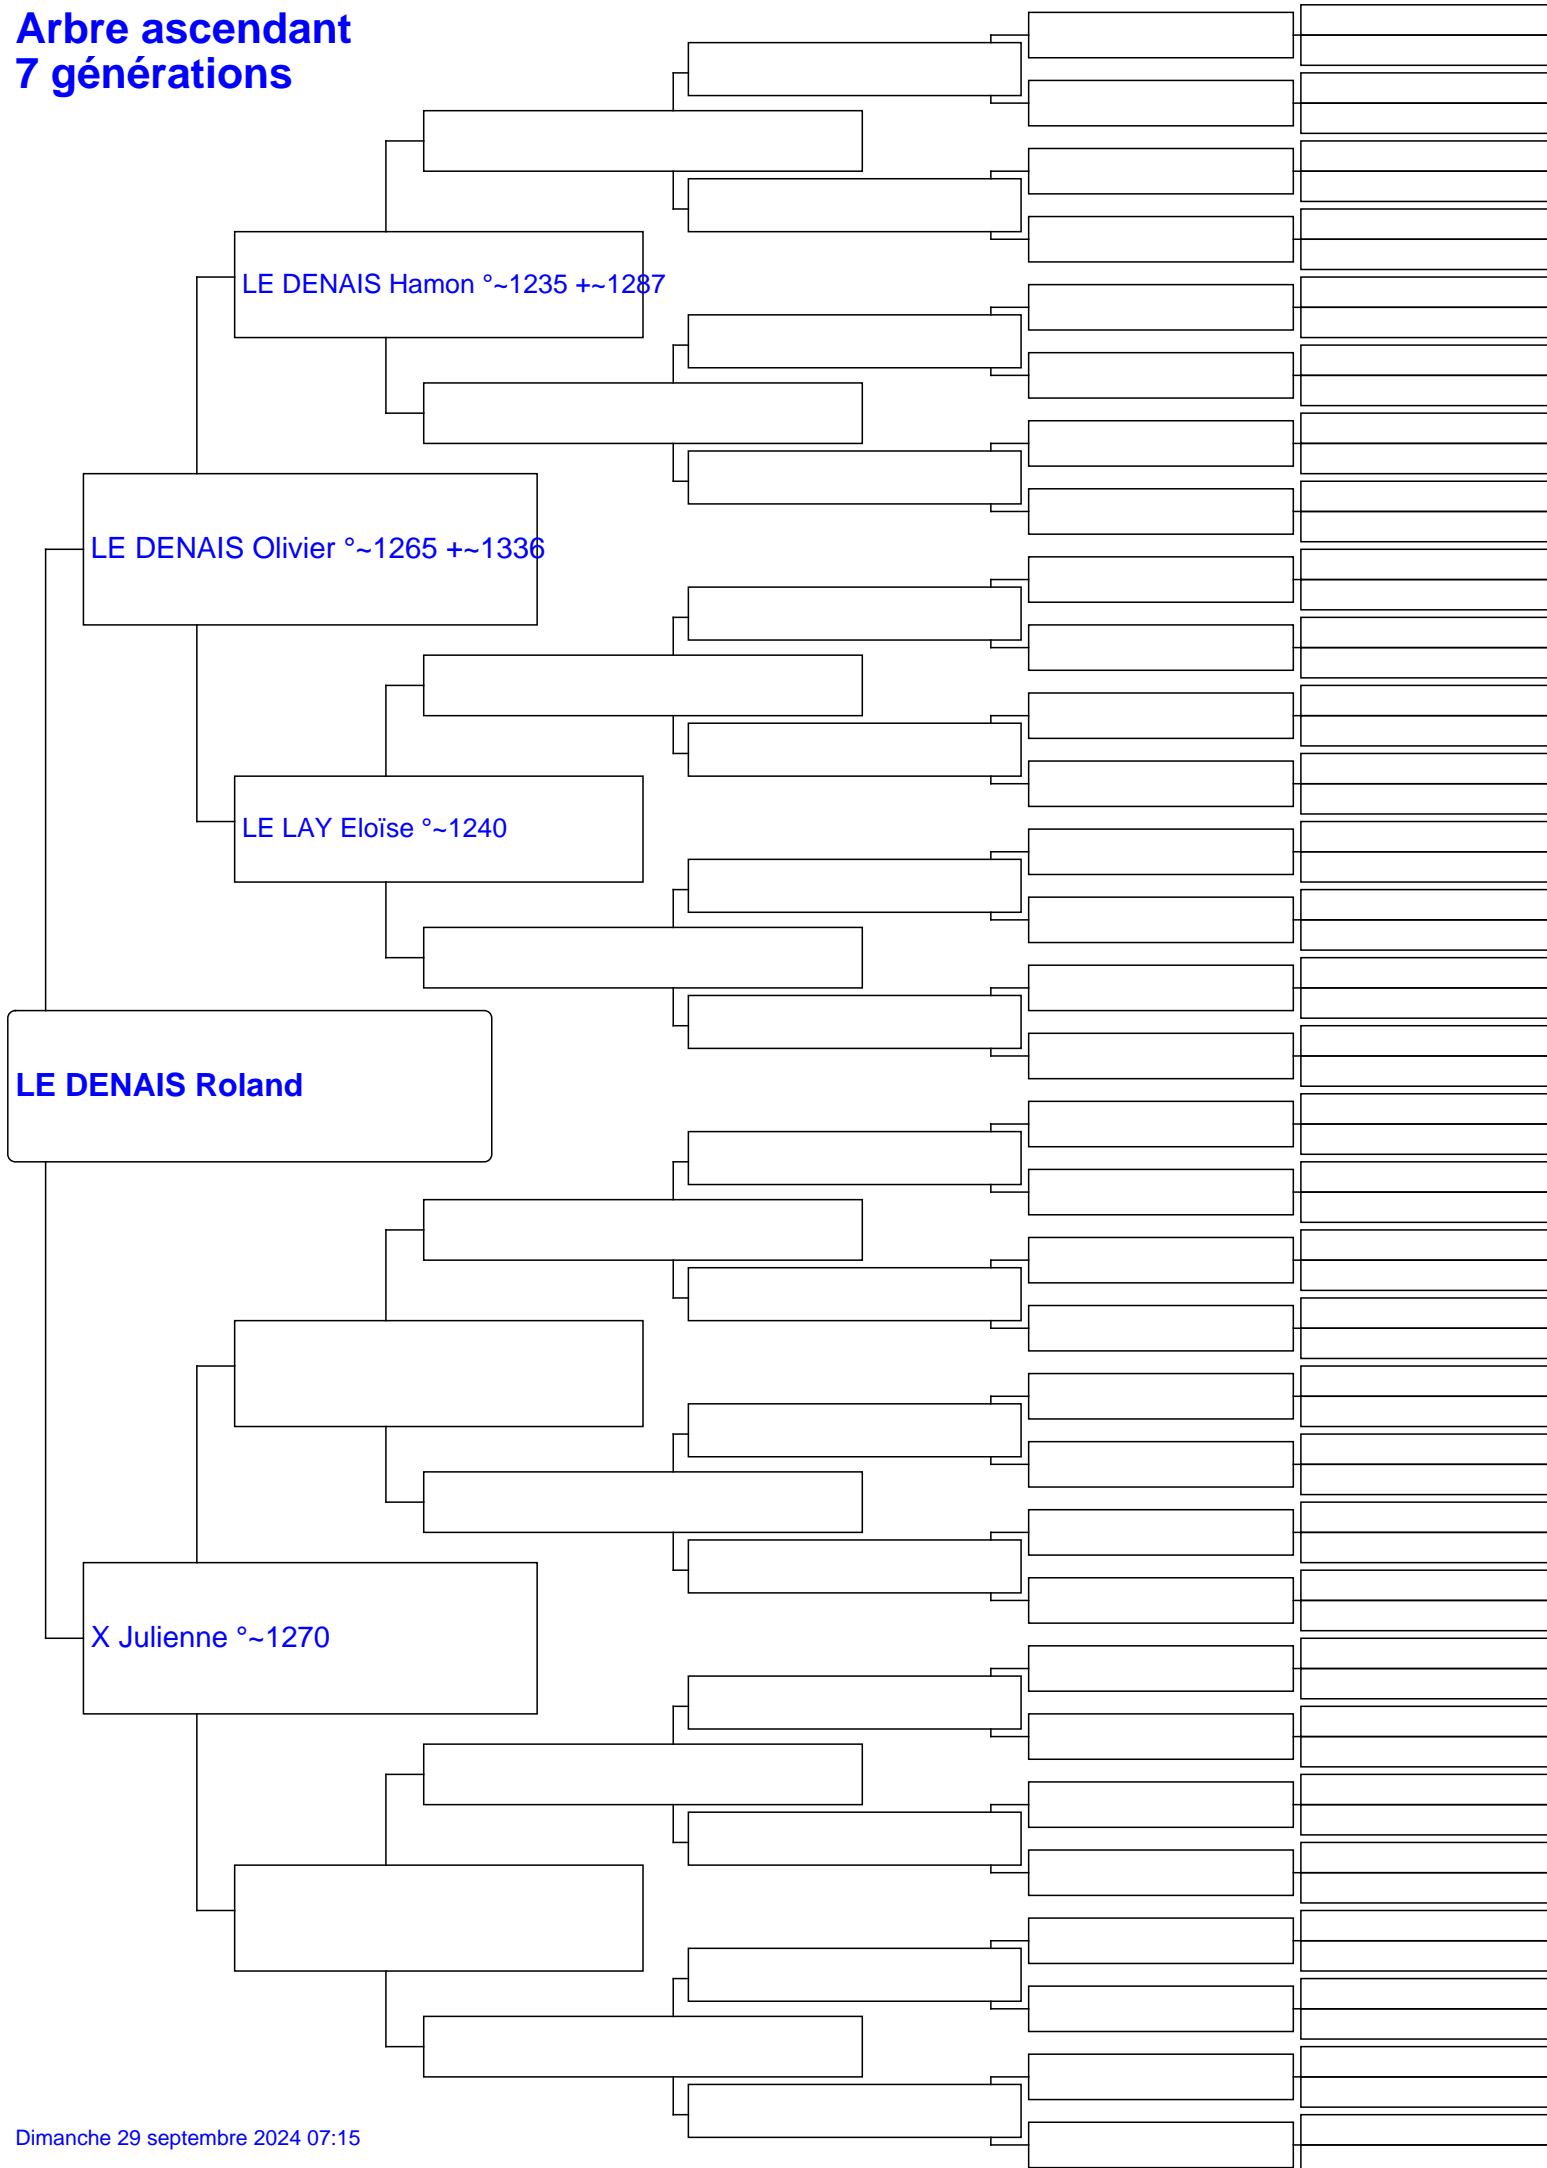 Arbre ascendant
7 générations
LE DENAIS Hamon °~1235 +~1287
LE DENAIS Olivier °~1265 +~1336
LE LAY Eloïse °~1240
LE DENAIS Roland
X Julienne °~1270
Dimanche 29 septembre 2024 07:15